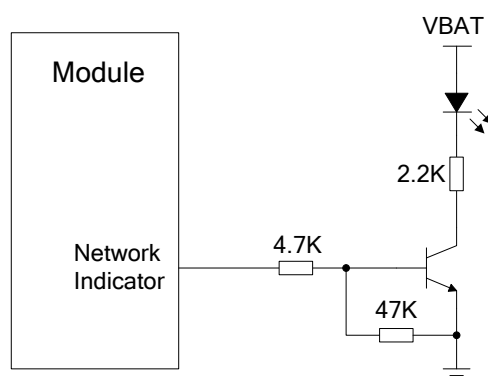 VBAT
Module
2.2K
4.7K
Network
Indicator
47K